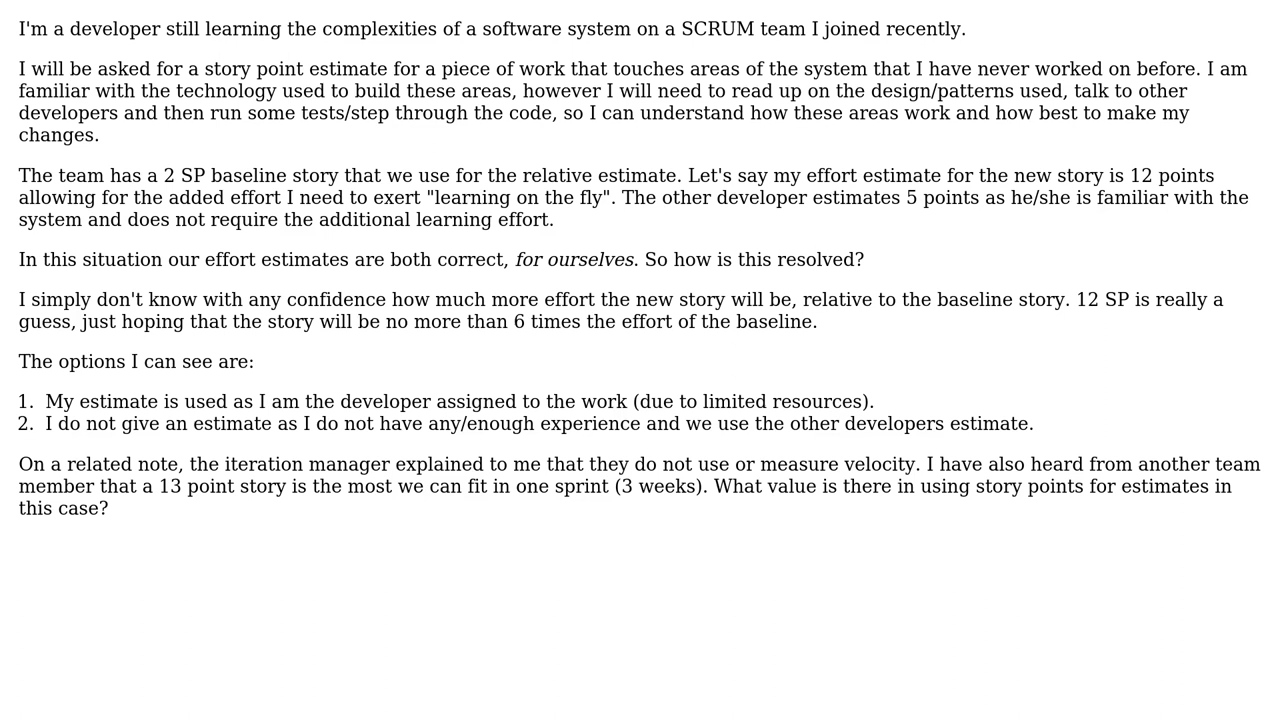 I'm a developer still learning the complexities of a software system on a SCRUM team I joined recently.
I will be asked for a story point estimate for a piece of work that touches areas of the system that I have never worked on before. I am
familiar with the technology used to build these areas, however I will need to read up on the design/patterns used, talk to other
developers and then run some tests/step through the code, so I can understand how these areas work and how best to make my
changes.
The team has a 2 SP baseline story that we use for the relative estimate. Let's say my effort estimate for the new story is 12 points
allowing for the added effort I need to exert "learning on the fly". The other developer estimates 5 points as he/she is familiar with the
system and does not require the additional learning effort.
In this situation our effort estimates are both correct, for ourselves. So how is this resolved?
I simply don't know with any confidence how much more effort the new story will be, relative to the baseline story. 12 SP is really a
guess, just hoping that the story will be no more than 6 times the effort of the baseline.
The options I can see are:
1. My estimate is used as I am the developer assigned to the work (due to limited resources).
2. I do not give an estimate as I do not have any/enough experience and we use the other developers estimate.
On a related note, the iteration manager explained to me that they do not use or measure velocity. I have also heard from another team
member that a 13 point story is the most we can fit in one sprint (3 weeks). What value is there in using story points for estimates in
this case?